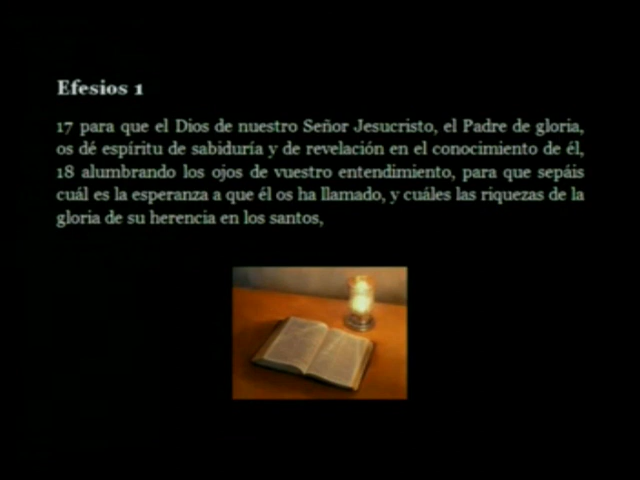 Efesios 1
17 para que el Dios de nuestro Señor Jesucristo, el Padre de gloria,
os dé espíritu de sabiduría y de revelación en el conocimiento de él,
18 alumbrando los ojos de vuestro entendimiento, para que sepáis
cuál es la esperanza a que él os ha llamado, y cuáles las riquezas de la
gloria de su herencia en los santos,